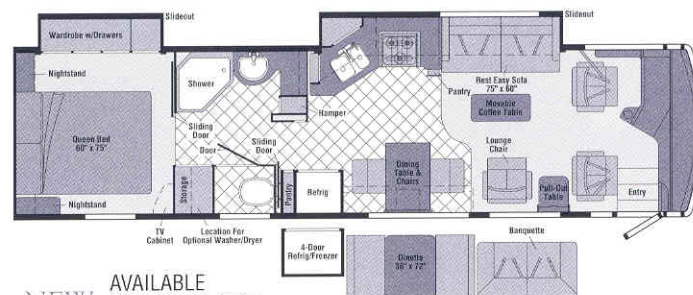 Slideout
Slideout
Wardrobe w/Drawers
Nightstand
Shower
Rest Easy Sofa
75" x 60"
Pantry
Movable
Coffee Table
Hamper
Queen Bed
60" x 75"
Sliding
Door
Door
Sliding
Door
Lounge
Chair
Dining
Table &
Chairs
Storage
Pantry
Refrig
Pull-Out
Table
Entry
Nightstand
TV
Cabinet
Location For
Optional Washer/Dryer
4-Door
Refrig/Freezer
Dinette
38" x 72"
Banquette
NEW
AVAILABLE